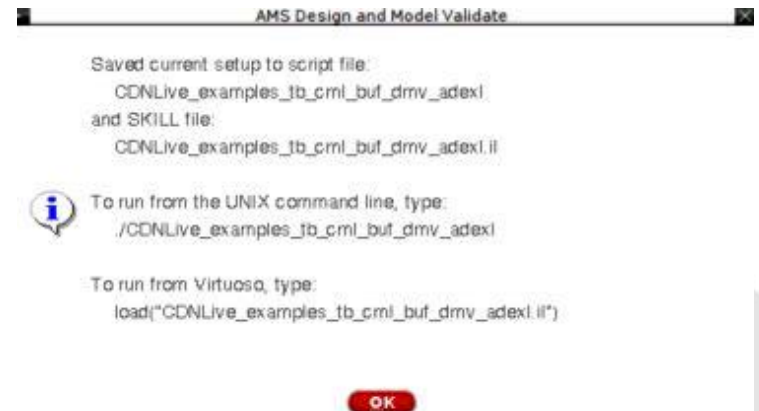 AMS Design and Model Validate
Saved current setup to script file:
CDNLive_examples_tb_cml_buf_dmv_adexl
and SKILL file:
CDNLive_examples_tb_cml_buf_dmv_adexl.il
To run from the UNIX command line, type:
./CDNLive_examples_tb_cml_buf_dmv_adexl
To run from Virtuoso, type:
load("CDNLive_examples_tb_cml_buf_dmv_adexl.il")
OK